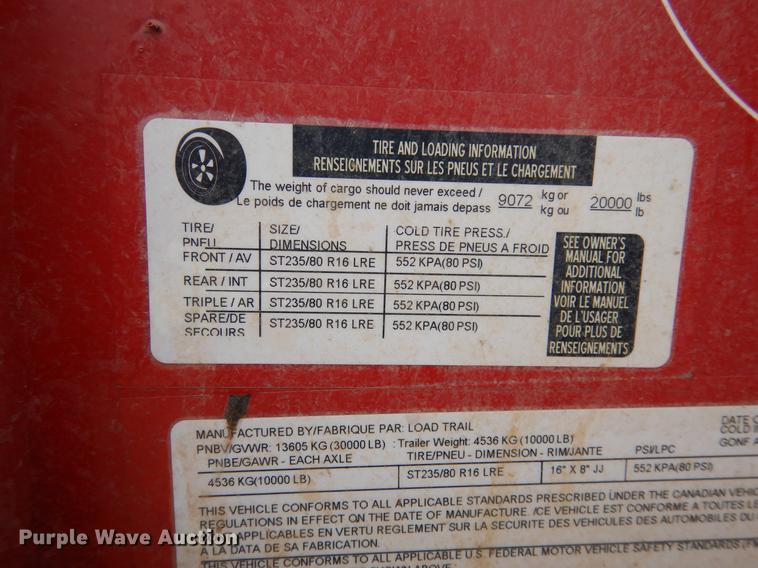 TIRE AND LOADING INFORMATION
RENSEIGNEMENTS SUR LES PNEUS ET LE CHARGEMENT
The weight of cargo should never exceed /
Le poids de chargement ne doit jamais depass
9072 kg or 20000 lbs
kg ou lb
TIRE/ SIZE/ COLD TIRE PRESS./
PNEU DIMENSIONS PRESS DE PNEUS A FROID
FRONT / AV ST235/80 R16 LRE 552 KPA(80 PSI)
REAR / INT ST235/80 R16 LRE 552 KPA(80 PSI)
TRIPLE / AR ST235/80 R16 LRE 552 KPA(80 PSI)
SPARE/DE ST235/80 R16 LRE 552 KPA(80 PSI)
SECOURS
SEE OWNER'S
MANUAL FOR
ADDITIONAL
INFORMATION
VOIR LE MANUEL
DE L'USAGER
POUR PLUS DE
RENSEIGNEMENTS
MANUFACTURED BY/FABRIQUE PAR: LOAD TRAIL
PNBV/GVWR: 13605 KG (30000 LB) : Trailer Weight: 4536 KG (10000 LB)
PNBE/GAWR - EACH AXLE TIRE/PNEU - DIMENSION - RIM/JANTE PSI/LPC
4536 KG(10000 LB) ST235/80 R16 LRE 16" X 8" JJ 552 KPA(80 PSI)
DATE
COLD
GONF A
THIS VEHICLE CONFORMS TO ALL APPLICABLE STANDARDS PRESCRIBED UNDER THE CANADIAN VEHIC
REGULATIONS IN EFFECT ON THE DATE OF MANUFACTURE. /CE VEHICLE EST CONFORME A TOUTES LE
APPLICABLES EN VERTU REGLEMENT SUR LA SECURITE DES VEHICULES DES AUTOMOBILES DU
A LA DATA DE SA FABRICATION.
THIS VEHICLE CONFORMS TO ALL APPLICABLE U.S. FEDERAL MOTOR VEHICLE SAFETY STANDARDS
Purple Wave Auction